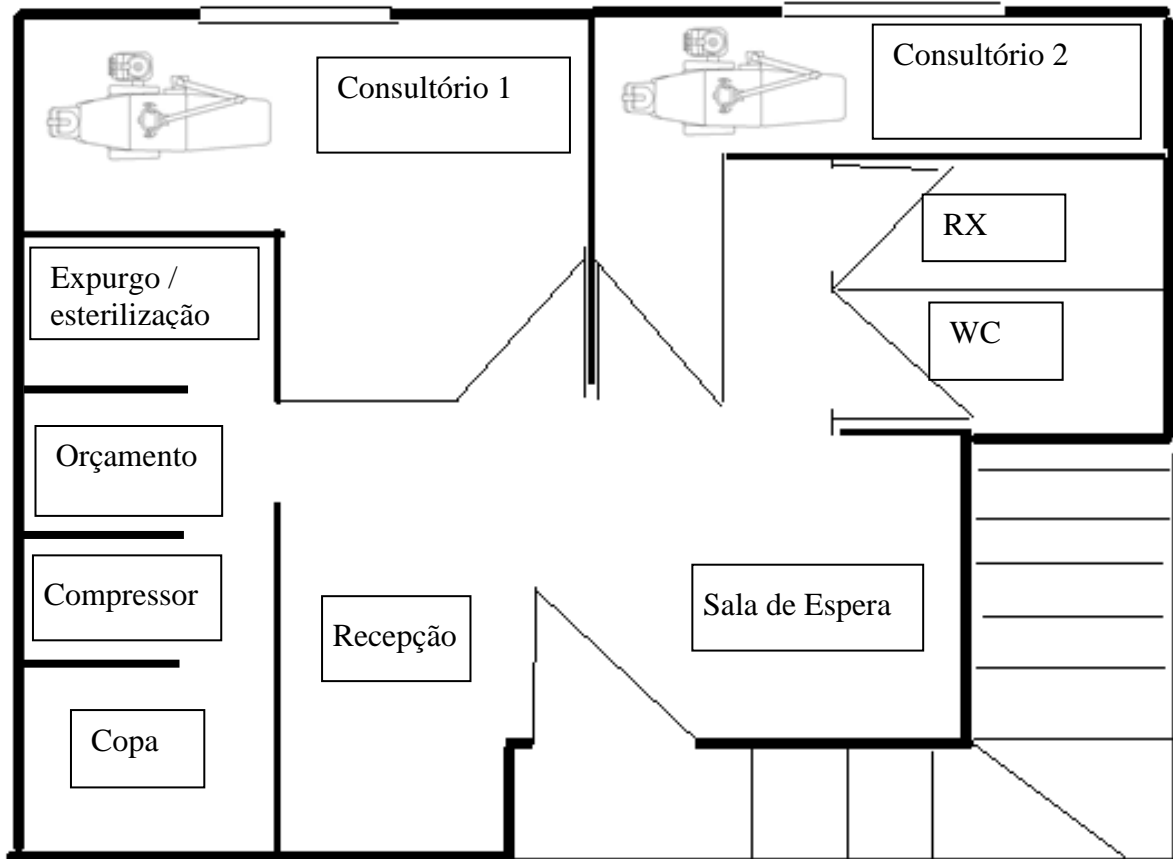 Consultório 1
Consultório 2
RX
Expurgo /
esterilização
WC
Orçamento
Compressor
Recepção
Sala de Espera
Copa